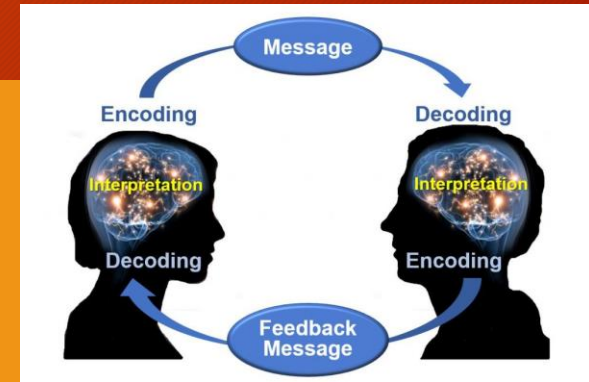 Message
Encoding
Decoding
Interpretation
Interpretation
Decoding
Encoding
Feedback
Message